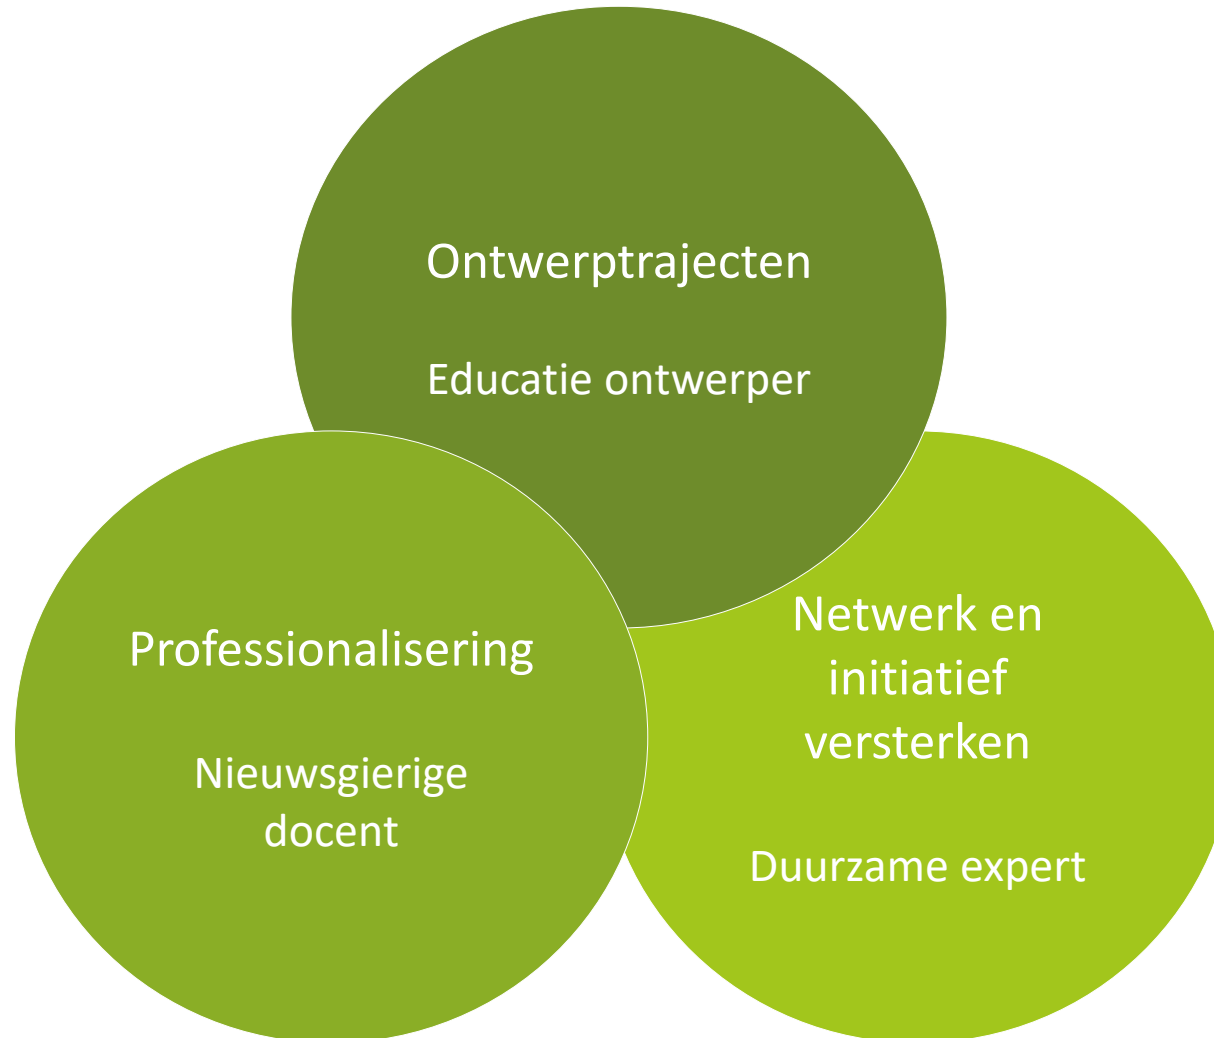 Ontwerptrajecten
Educatie ontwerper
Professionalisering
Nieuwsgierige
docent
Netwerk en
initiatief
versterken
Duurzame expert